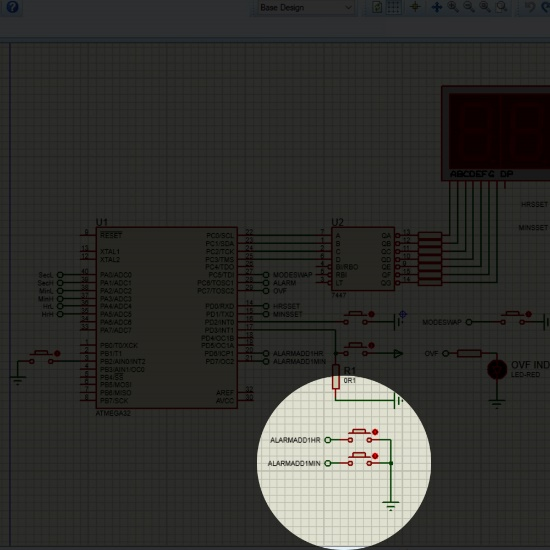 Base Design
ABCDEFG DP
HRSSET
MINSSET
U1
U2
RESET
XTAL1
XTAL2
PA0/ADC0
PA1/ADC1
PA2/ADC2
PA3/ADC3
PA4/ADC4
PA5/ADC5
PA6/ADC6
PA7/ADC7
PB0/T0/XCK
PB1/T1
PB2/AIN0/INT2
PB3/AIN1/OC0
PB4/SS
PB5/MOSI
PB6/MISO
PB7/SCK
PC0/SCL
PC1/SDA
PC2/TCK
PC3/TMS
PC4/TDO
PC5/TDI
PC6/TOSC1
PC7/TOSC2
PD0/RXD
PD1/TXD
PD2/INT0
PD3/INT1
PD4/OC1B
PD5/OC1A
PD6/ICP1
PD7/OC2
AREF
AVCC
ATMEGA32
SecL
SecH
MinL
MinH
HrL
HrH
MODESWAP
ALARM
OVF
HRSSET
MINSSET
ALARMADD1HR
ALARMADD1MIN
A
B
C
D
BI/RBO
RBI
LT
QA
QB
QC
QD
QE
QF
QG
7447
MODESWAP
OVF
OVF IND
LED-RED
R1
0R1
ALARMADD1HR
ALARMADD1MIN